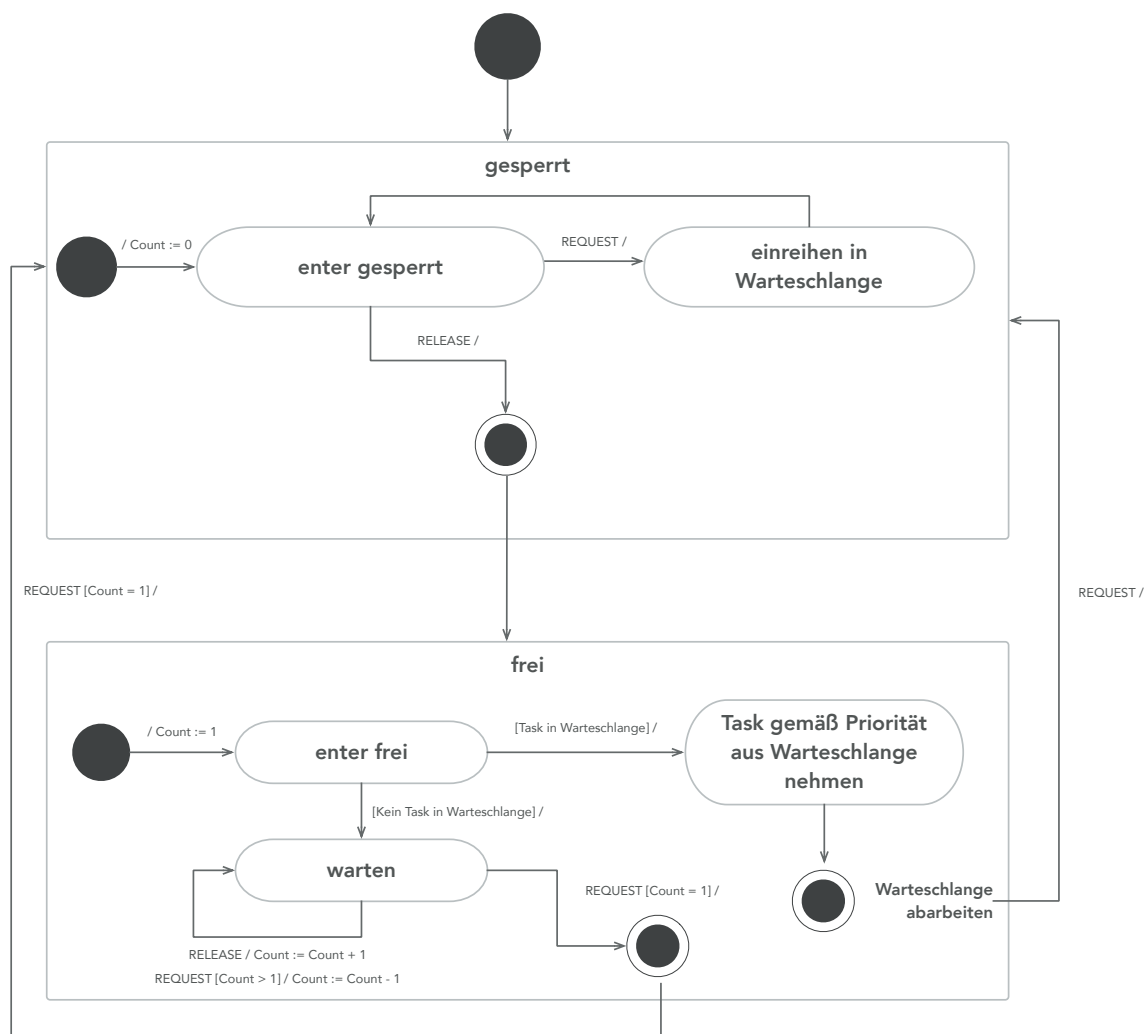 gesperrt
/ Count := 0
enter gesperrt
REQUEST /
einreihen in
Warteschlange
RELEASE /
REQUEST [Count = 1] /
REQUEST /
frei
/ Count := 1
enter frei
[Task in Warteschlange] /
Task gemäß Priorität
aus Warteschlange
nehmen
[Kein Task in Warteschlange] /
warten
REQUEST [Count = 1] /
Warteschlange
abarbeiten
RELEASE / Count := Count + 1
REQUEST [Count > 1] / Count := Count - 1